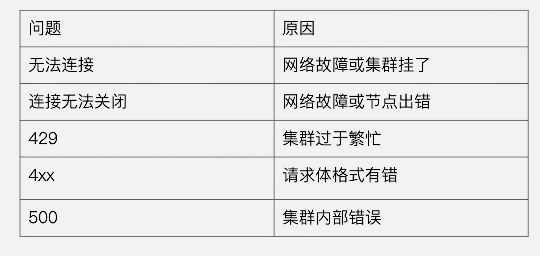 问题 原因
无法连接 网络故障或集群挂了
连接无法关闭 网络故障或节点出错
429 集群过于繁忙
4xx 请求体格式有错
500 集群内部错误